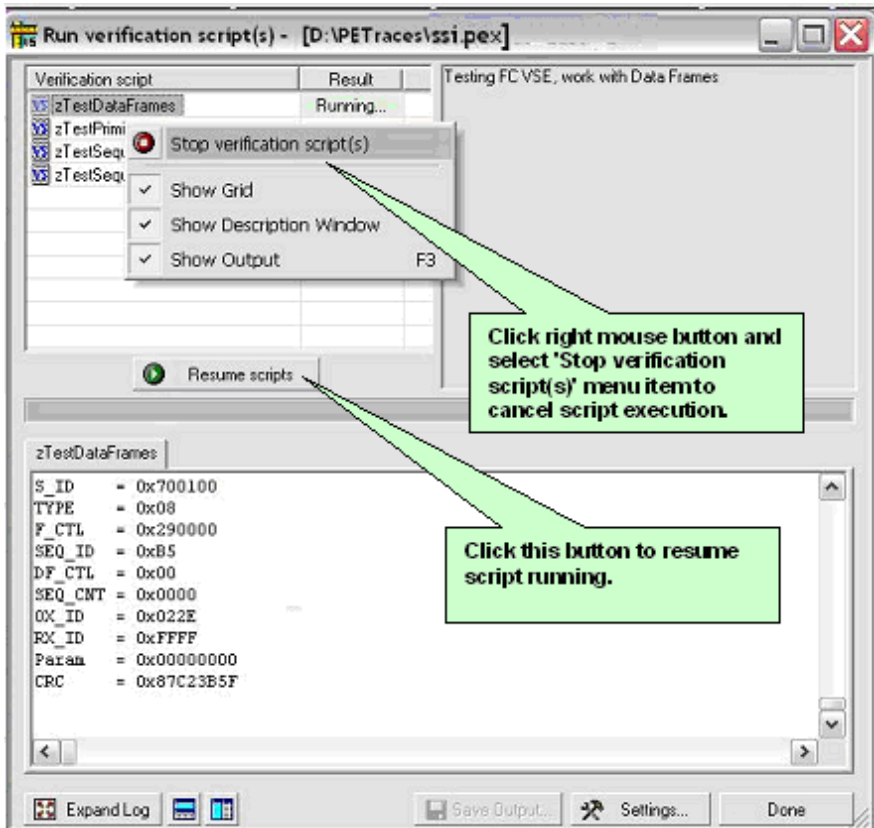 Run verification script(s) - [D:\PETraces\ssi.pex]
Verification script Result
zTestDataFrames Running...
zTestPrimi
zTestSequ
zTestSequ
Testing FC VSE, work with Data Frames
Stop verification script(s)
Show Grid
Show Description Window
Show Output F3
Click right mouse button and
select 'Stop verification
script(s)' menu item to
cancel script execution.
Resume scripts
zTestDataFrames
S_ID = 0x700100
TYPE = 0x08
F_CTL = 0x290000
SEQ_ID = 0xB5
DF_CTL = 0x00
SEQ_CNT = 0x0000
OX_ID = 0x022E
RX_ID = 0xFFFF
Param = 0x00000000
CRC = 0x87C23B5F
Click this button to resume
script running.
Expand Log
Save Output...
Settings...
Done